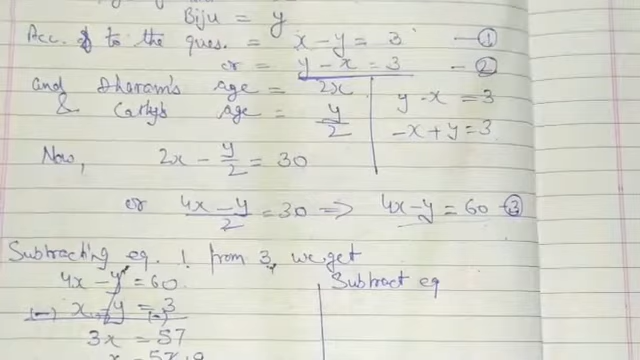 Biju = y
Acc. to the ques. = x - y = 3 — ①
or = y - x = 3 — ②
and Dharam's age = 2x
& Cathy's age = y/2
y - x = 3
-x + y = 3
Now, 2x - y/2 = 30
or (4x - y)/2 = 30 => 4x - y = 60 — ③
Subtracting eq. 1 from 3, we get
4x - y = 60
(-) x - y = 3
3x = 57
Subtract eq